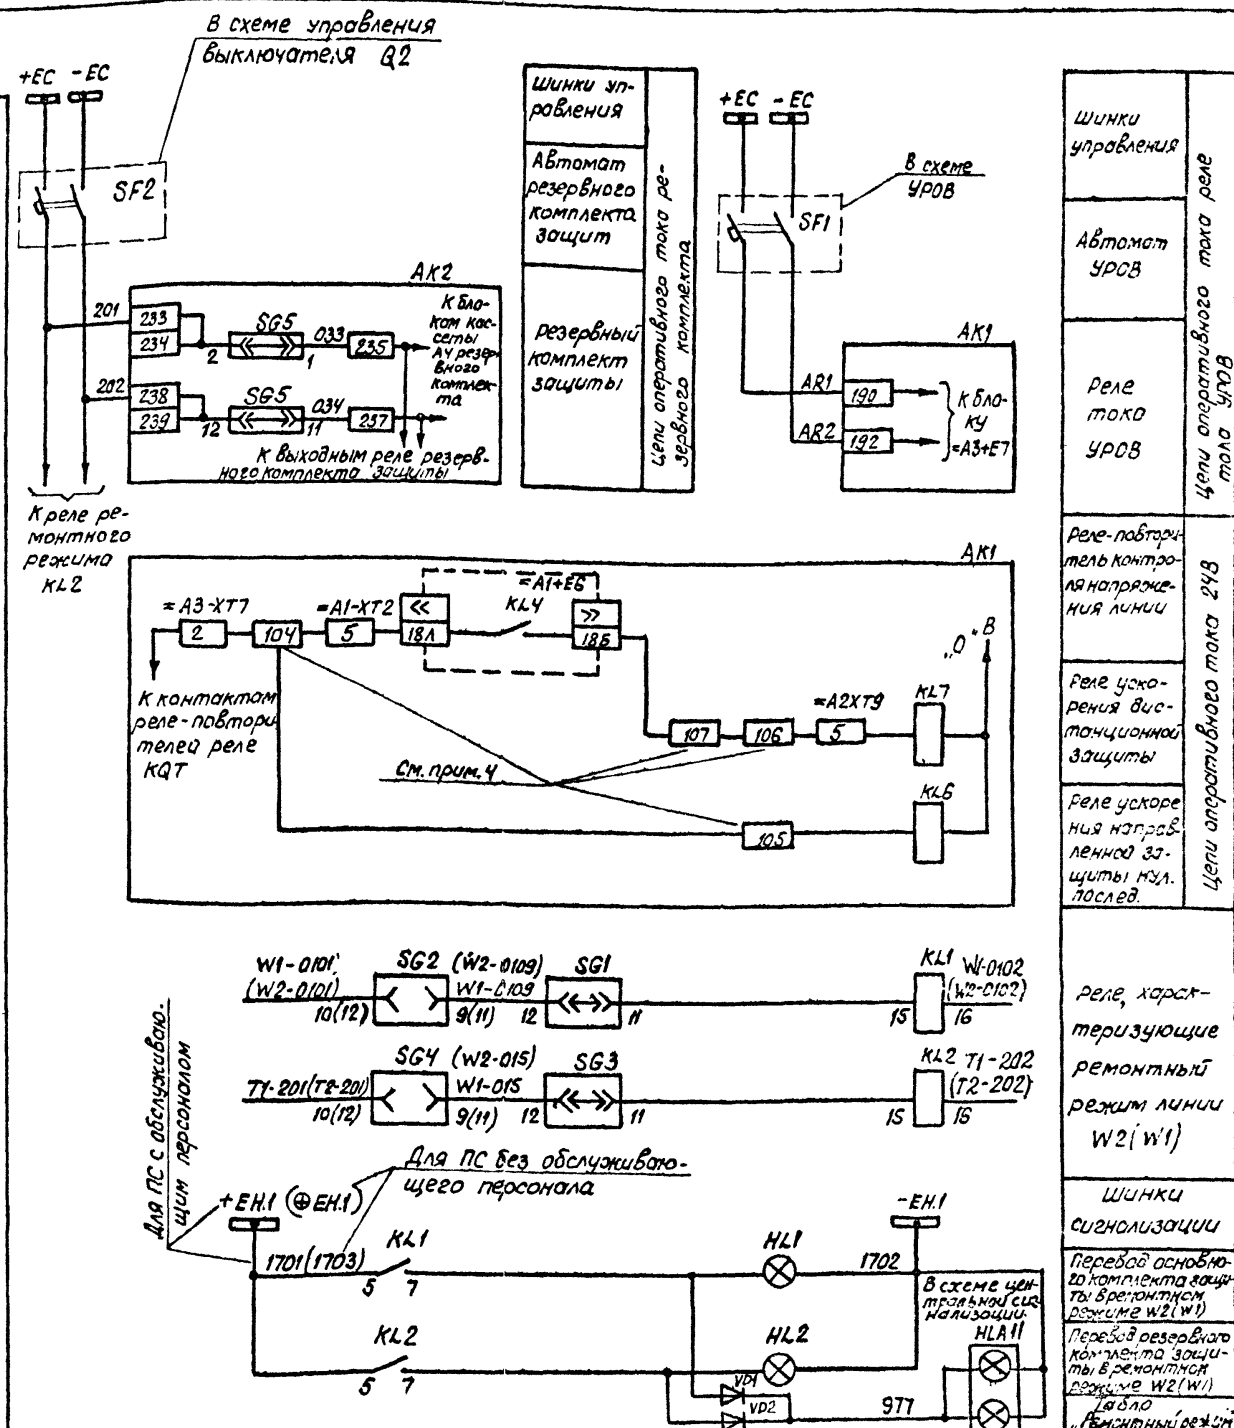 В схеме управления
выключателя Q2
+EC -EC
SF2
Шинки уп-
равления
Автомат
резервного
комплекта
защит
Резервный
комплект
защиты
Цепи оперативного тока ре-
зервного комплекта
+EC -EC
В схеме
УРОВ
SF1
Шинки
управления
Автомат
УРОВ
Реле
тока
УРОВ
Цепи оперативного тока реле
тока УРОВ
AK2
201
233
234
2
SG5
1
033
235
К бло-
кам кас-
сеты
АУ резер-
вного
комплек-
та
202
238
239
12
SG5
11
034
237
К выходным реле резерв-
ного комплекта защиты
К реле ре-
монтного
режима
KL2
AK1
AR1
190
AR2
192
К бло-
ку
=A3+E7
AK1
=A3-XT7
2
104
=A1-XT2
5
<<
18Л
=A1+E6
KL4
>>
18Б
„0“ В
К контактам
реле-повтори
телей реле
KQT
См. прим. 4
107
106
=A2XT9
5
KL7
KL6
105
Реле-повтори-
тель контро-
ля напряже-
ния линии
Реле уско-
рения дис-
танционной
защиты
Реле ускоре
ния направ-
ленной за-
щиты нул.
послед.
Цепи оперативного тока 24В
W1-0101
(W2-0101)
10(12)
SG2
(W2-0109)
W1-0109
9(11)
12
SG1
11
KL1
15
W1-0102
(W2-0102)
16
T1-201(T2-201)
10(12)
SG4
(W2-015)
W1-015
9(11)
12
SG3
11
KL2
15
T1-202
(T2-202)
16
Реле, харак-
теризующие
ремонтный
режим линии
W2(W1)
Для ПС с обслуживаю-
щим персоналом
Для ПС без обслуживаю-
щего персонала
+EH.1 (⊕EH.1)
-EH.1
1701(1703)
KL1
5 7
HL1
1702
KL2
5 7
HL2
В схеме цен-
тральной сиг-
нализации
HLA11
VD1
VD2
977
Шинки
сигнализации
Перевод основно-
го комплекта защи-
ты в ремонтном
режиме W2(W1)
Перевод резервного
комплекта защи-
ты в ремонтном
режиме W2(W1)
Табло
„Ремонтный режим